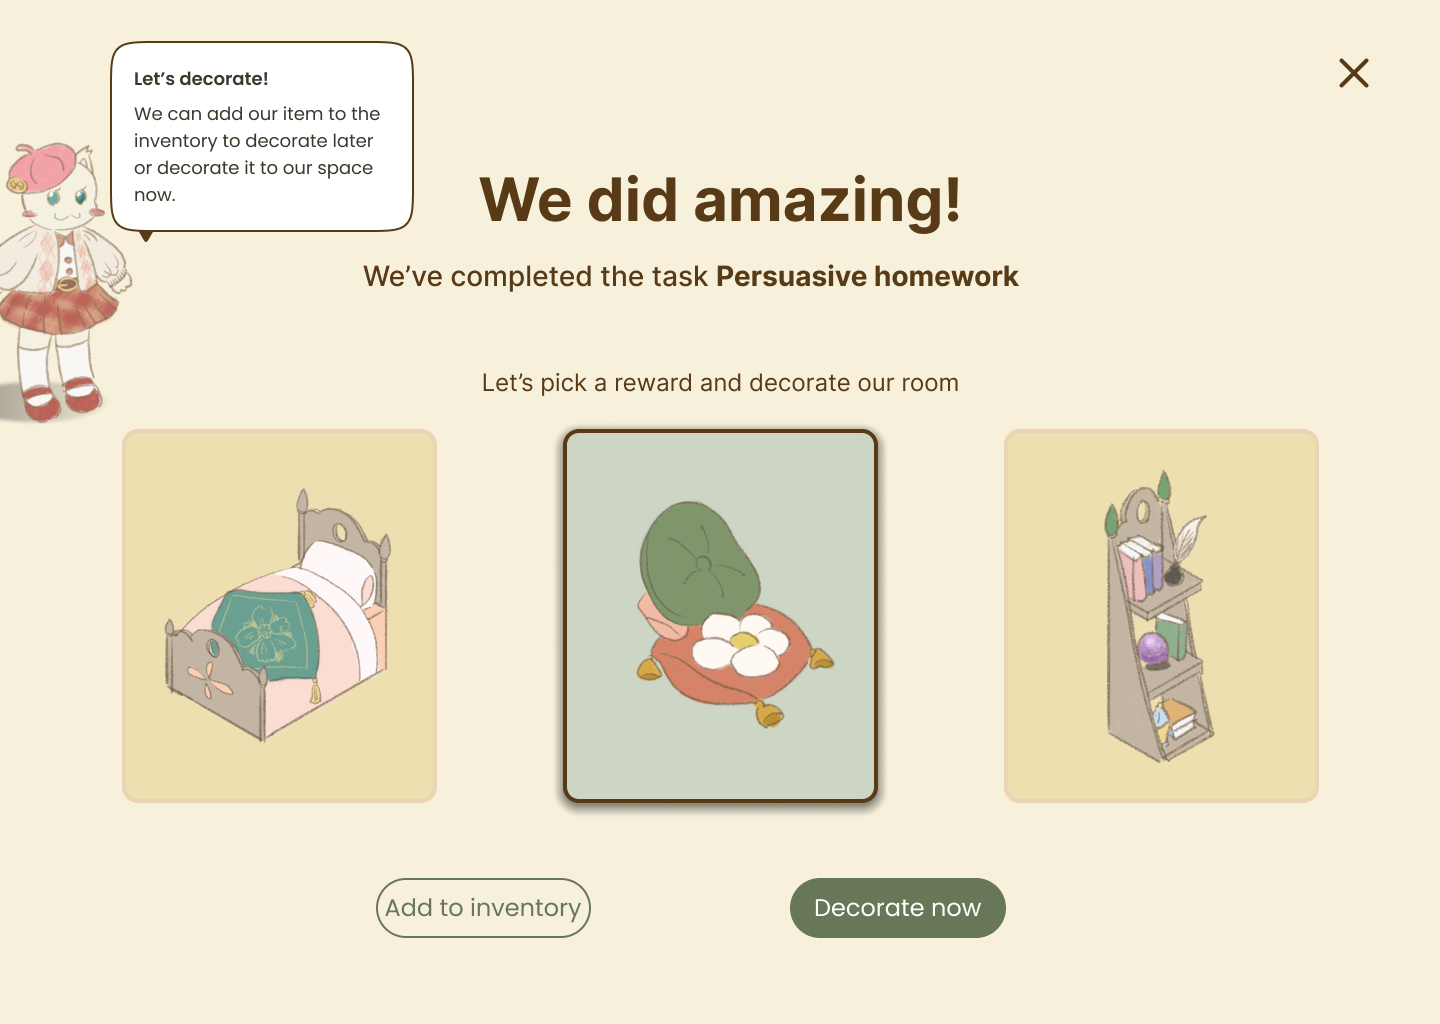 Let’s decorate!
We can add our item to the
inventory to decorate later
or decorate it to our space
now.
We did amazing!
We’ve completed the task Persuasive homework
Let’s pick a reward and decorate our room
Add to inventory
Decorate now